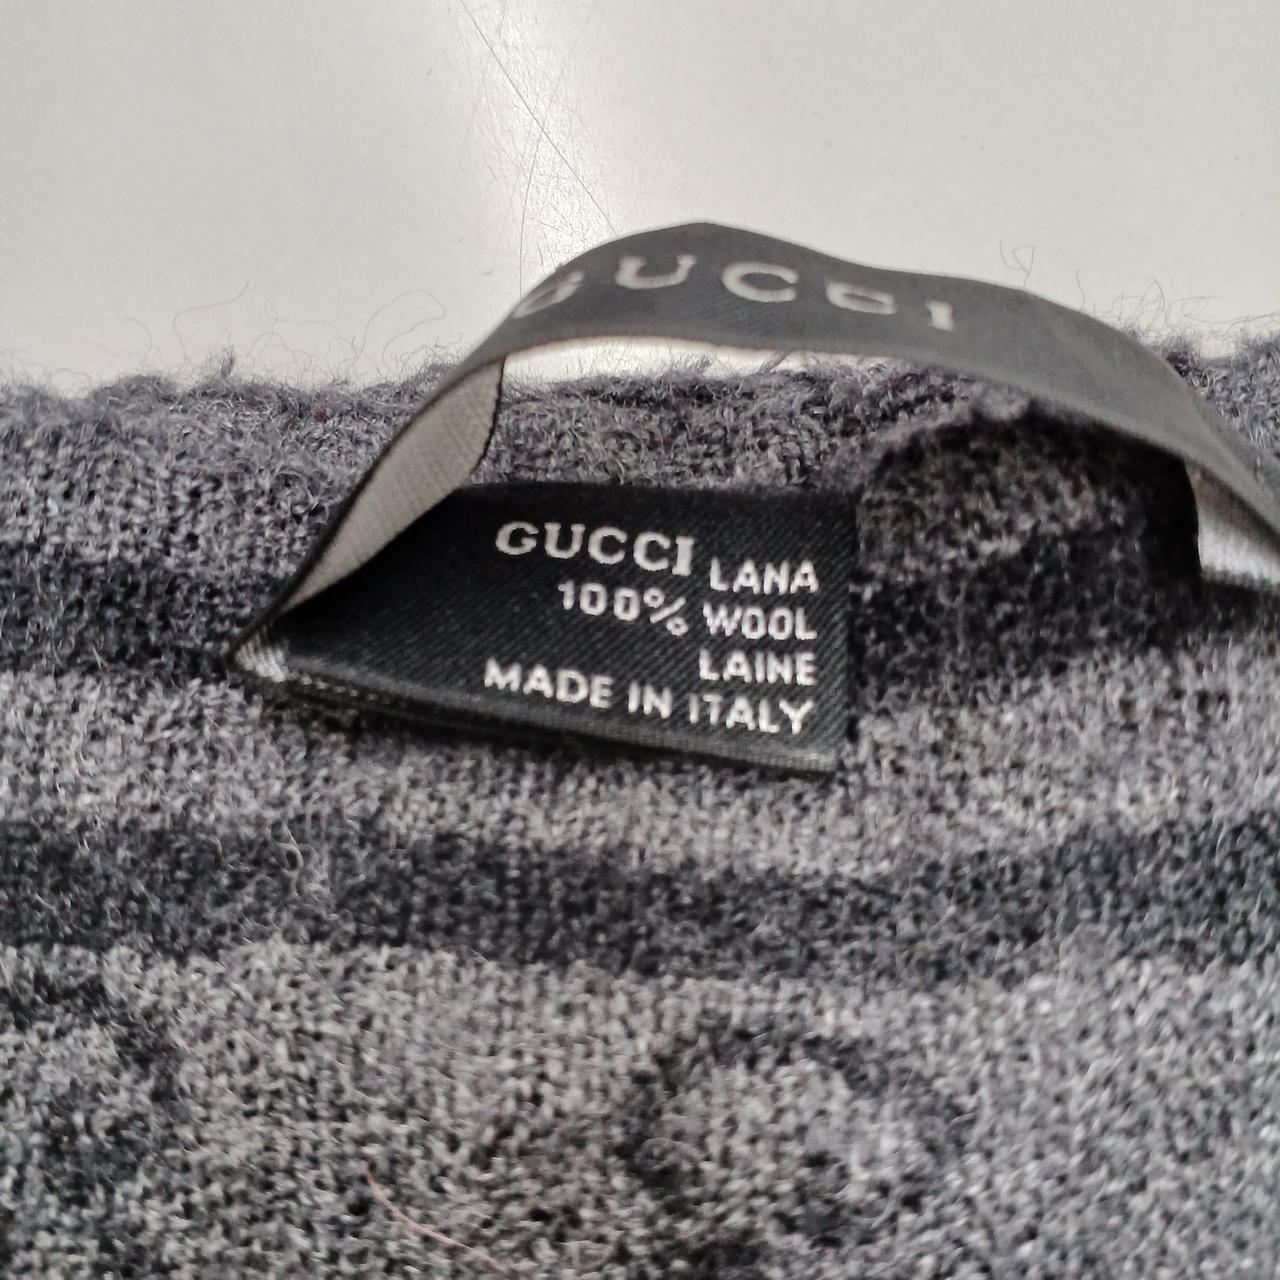 GUCCI
GUCCI LANA
100% WOOL
LAINE
MADE IN ITALY